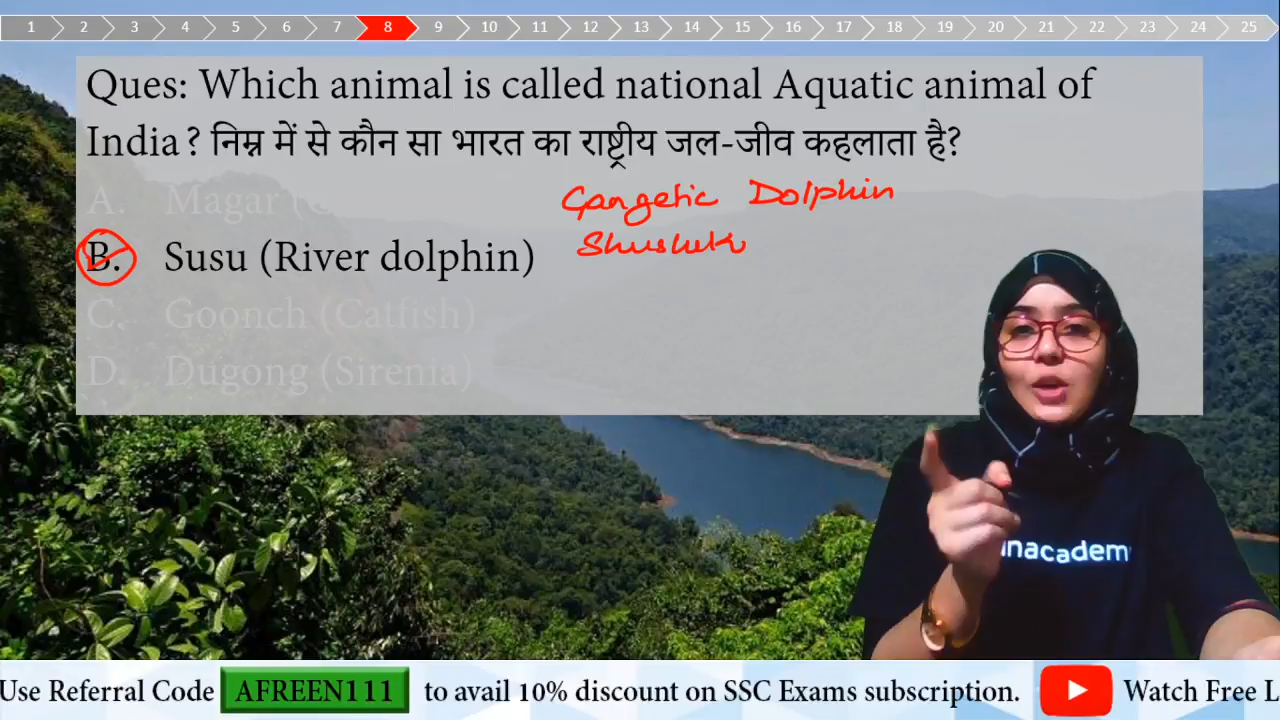 1 2 3 4 5 6 7 8 9 10 11 12 13 14 15 16 17 18 19 20 21 22 23 24 25
Ques: Which animal is called national Aquatic animal of
India? निम्न में से कौन सा भारत का राष्ट्रीय जल-जीव कहलाता है?
A. Magar (
Gangetic Dolphin
B. Susu (River dolphin)
Shushuk
C. Goonch (Catfish)
D. Dugong (Sirenia)
unacadem
Use Referral Code AFREEN111 to avail 10% discount on SSC Exams subscription. Watch Free L